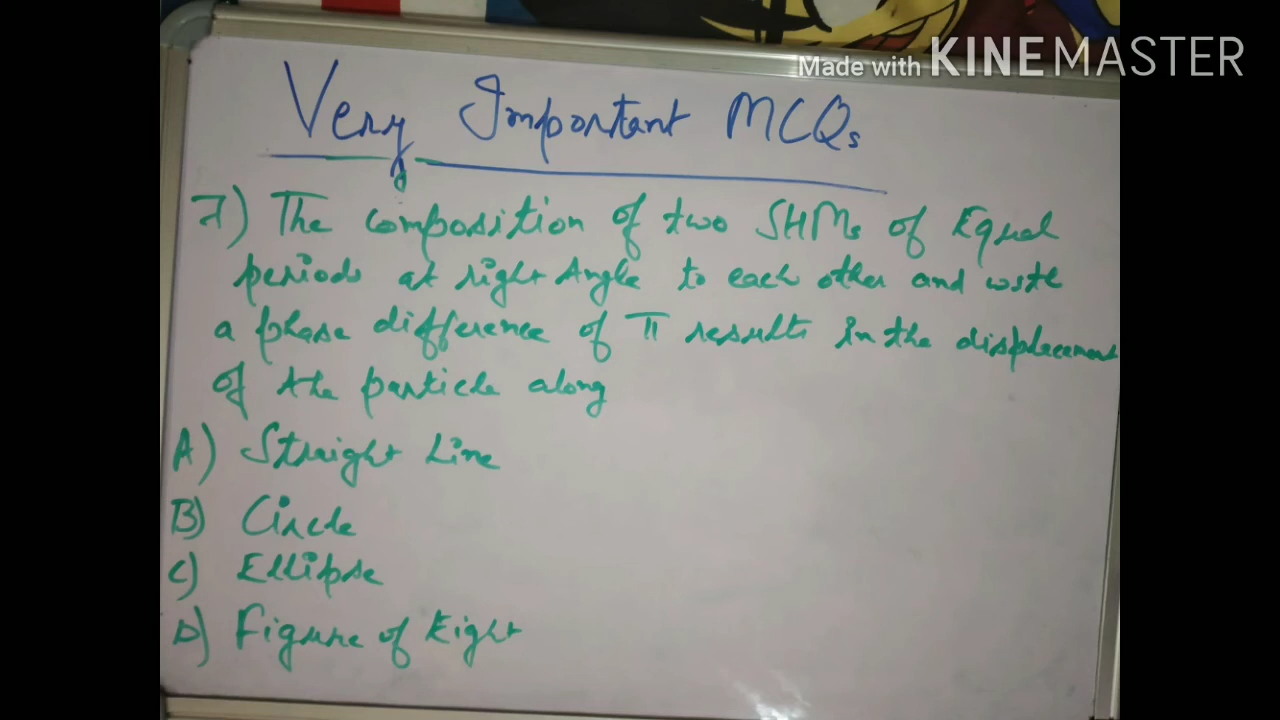 Made with KINEMASTER
Very Important MCQs
7) The composition of two SHMs of Equal
periods at right Angle to each other and with
a phase difference of π results in the displacement
of the particle along
A) Straight Line
B) Circle
C) Ellipse
D) Figure of Eight